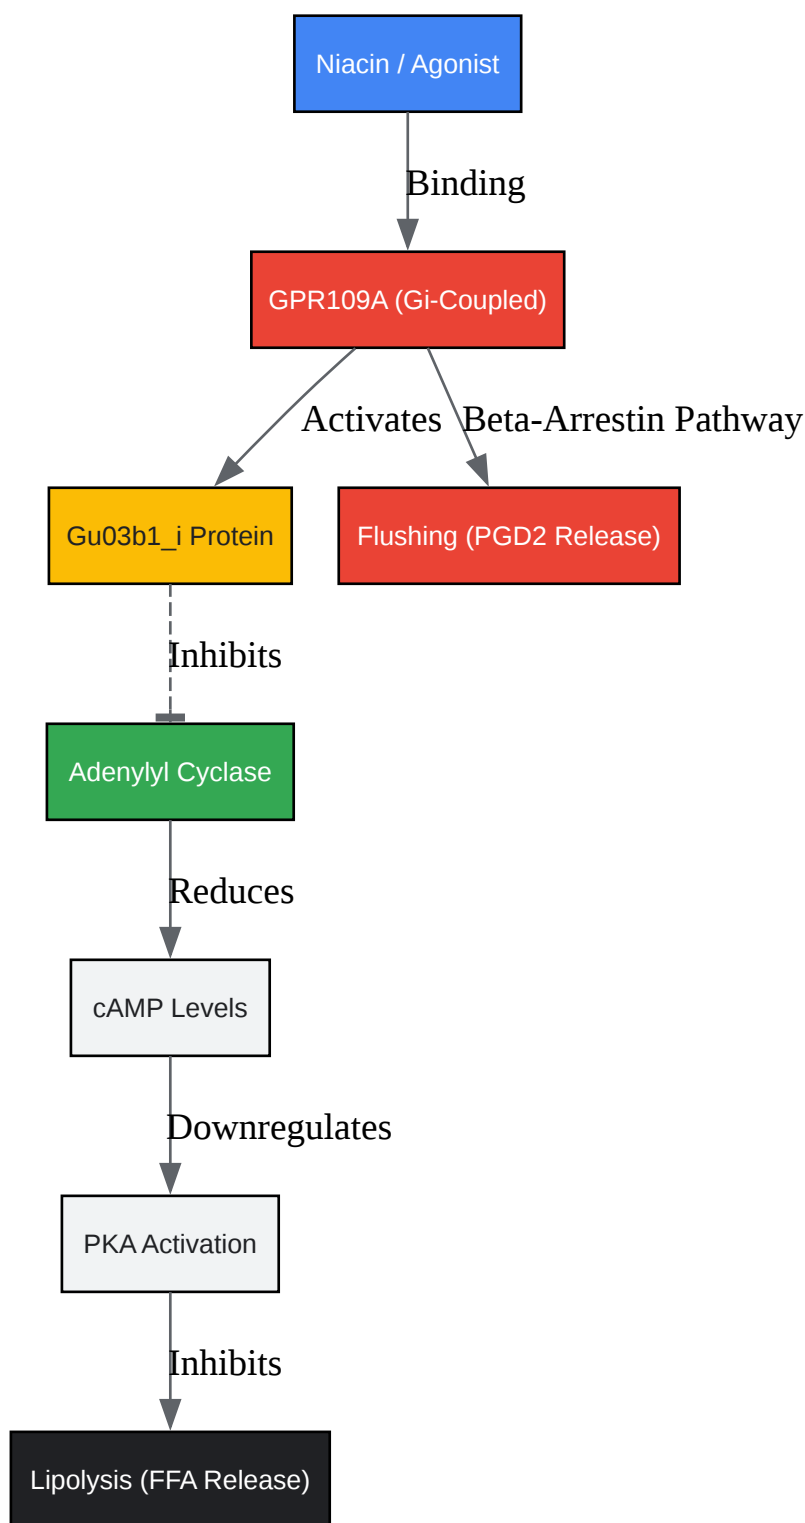 Niacin / Agonist
Binding
GPR109A (Gi-Coupled)
Activates
Beta-Arrestin Pathway
Gu03b1_i Protein
Flushing (PGD2 Release)
Inhibits
Adenylyl Cyclase
Reduces
cAMP Levels
Downregulates
PKA Activation
Inhibits
Lipolysis (FFA Release)